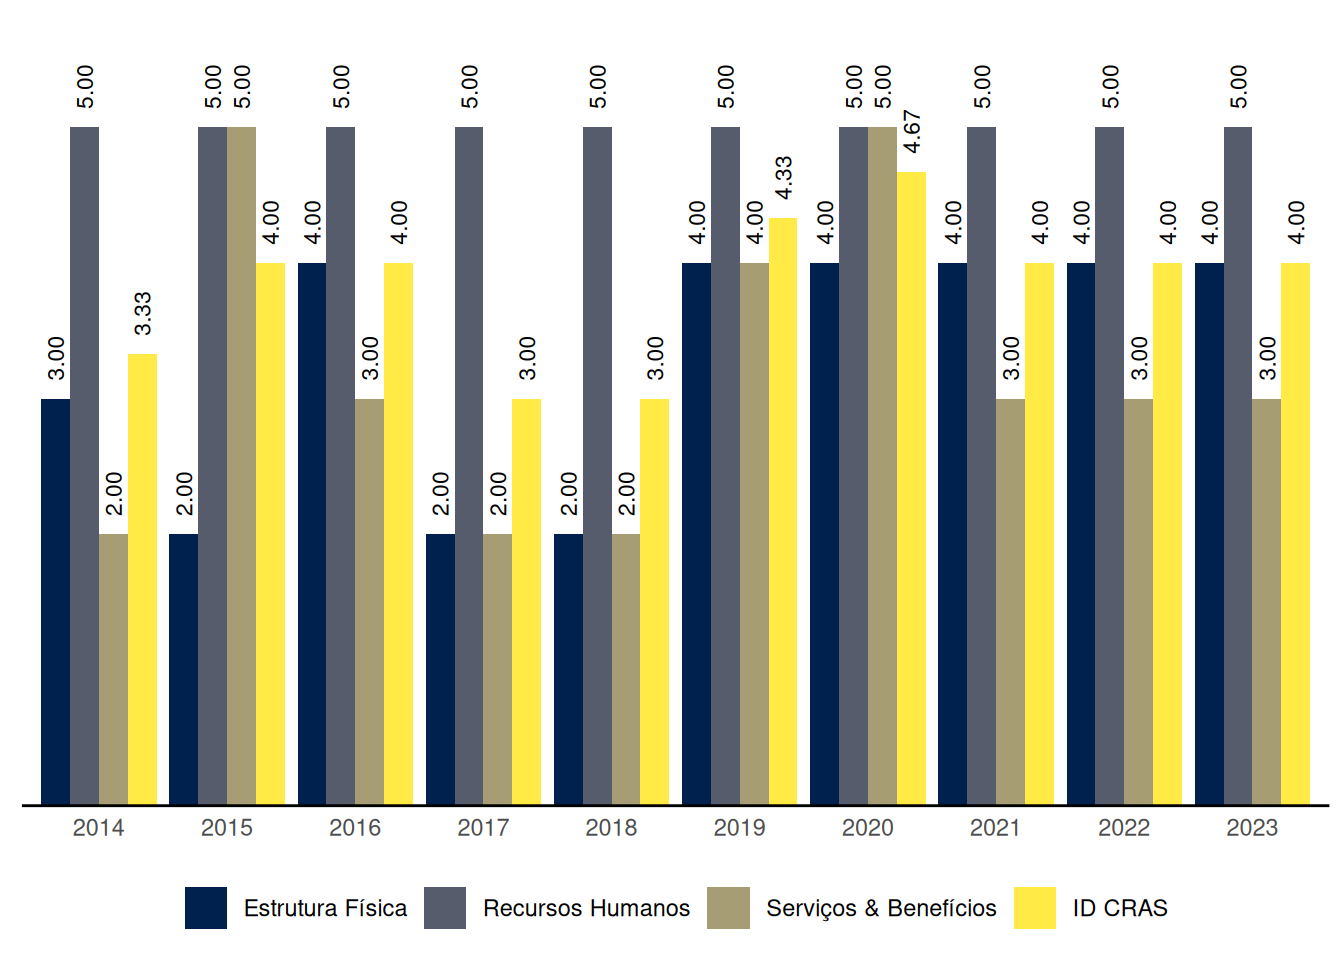 5.00 5.00 5.00 5.00 5.00 5.00 5.00 5.00 5.00 5.00 5.00 5.00
4.67
4.33
4.00 4.00 4.00 4.00 4.00 4.00 4.00 4.00 4.00 4.00 4.00 4.00
3.33
3.00 3.00 3.00 3.00 3.00 3.00 3.00
2.00 2.00 2.00 2.00 2.00 2.00
2014 2015 2016 2017 2018 2019 2020 2021 2022 2023
Estrutura Física Recursos Humanos Serviços & Benefícios ID CRAS